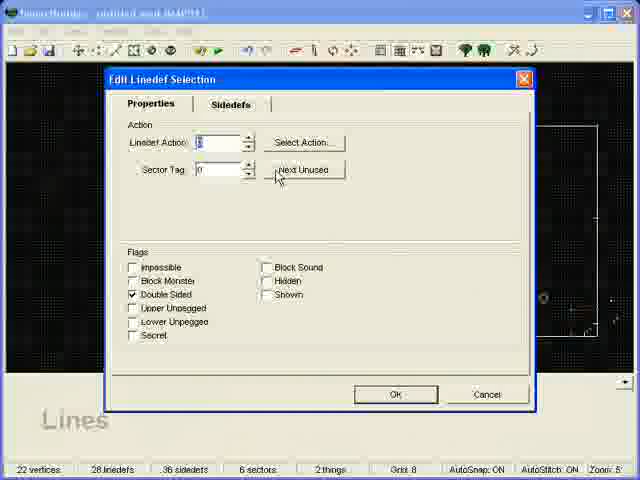 Edit Linedef Selection
Properties
Sidedefs
Action
Linedef Action: 0
Select Action...
Sector Tag: 0
Next Unused
Flags
Impassible
Block Sound
Block Monster
Hidden
Double Sided
Shown
Upper Unpegged
Lower Unpegged
Secret
OK
Cancel
Lines
22 vertices
28 linedefs
36 sidedefs
6 sectors
2 things
Grid: 8
AutoSnap: ON
AutoStitch: ON